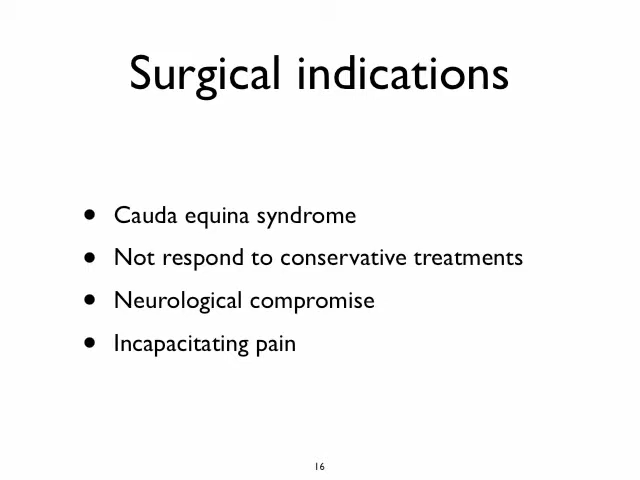 Surgical indications
• Cauda equina syndrome
• Not respond to conservative treatments
• Neurological compromise
• Incapacitating pain
16